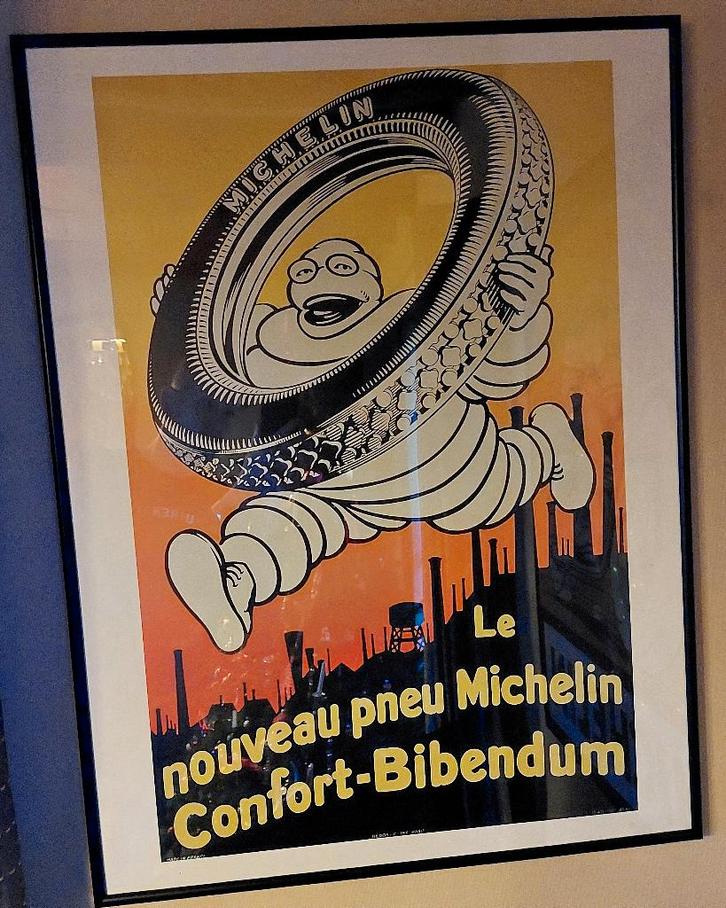 MICHELIN
Le
nouveau pneu Michelin
Confort-Bibendum